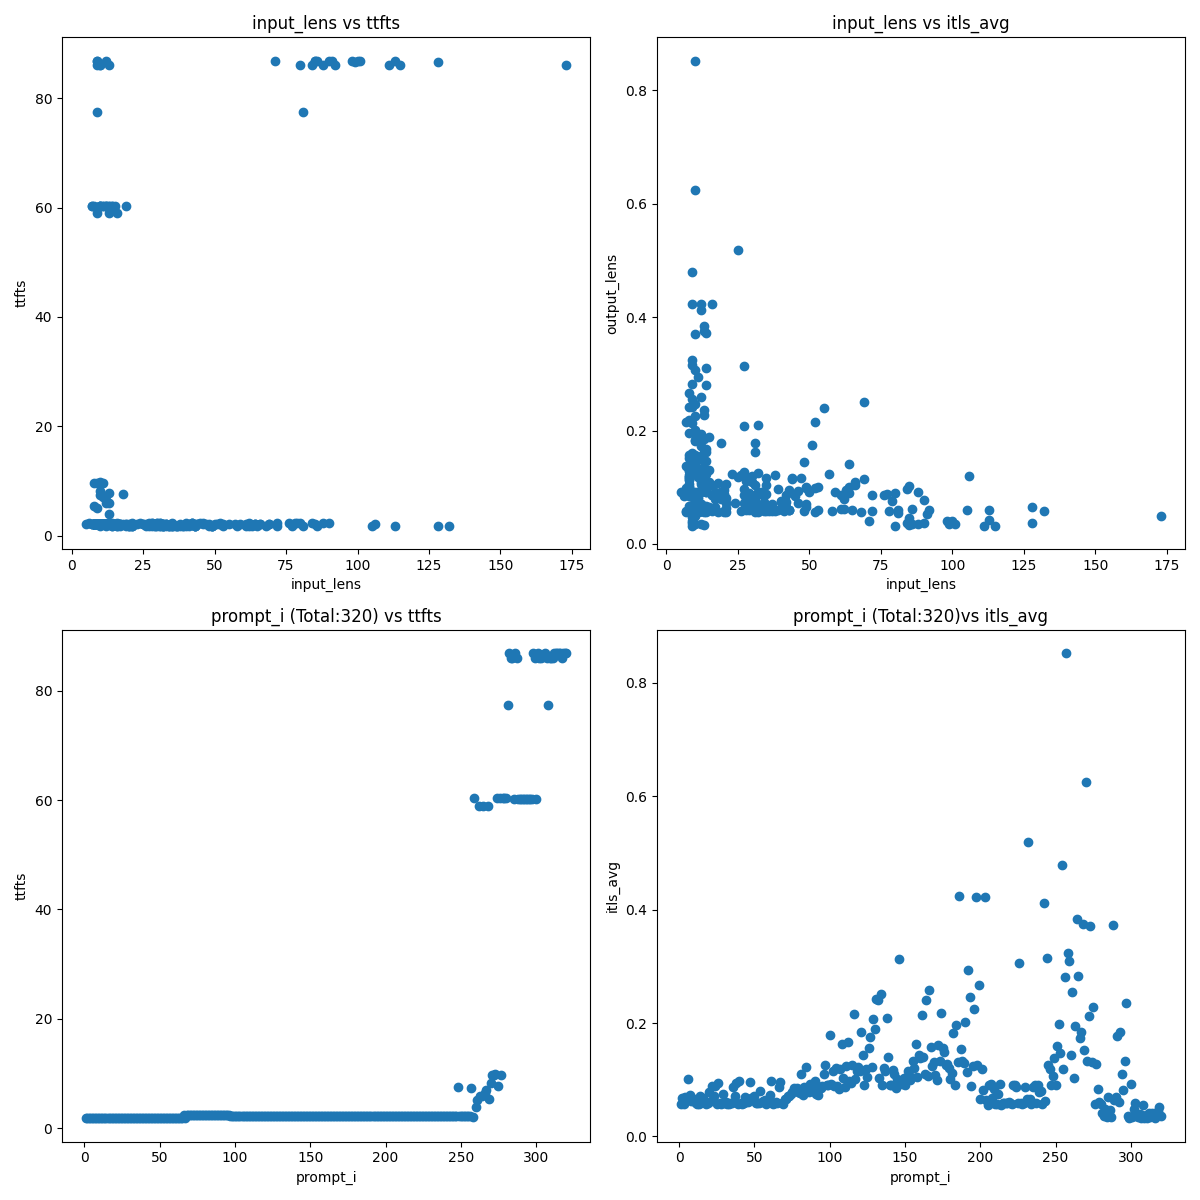 input_lens vs ttfts
ttfts
80
60
40
20
0
0 25 50 75 100 125 150 175
input_lens
input_lens vs itls_avg
output_lens
0.8
0.6
0.4
0.2
0.0
0 25 50 75 100 125 150 175
input_lens
prompt_i (Total:320) vs ttfts
ttfts
80
60
40
20
0
0 50 100 150 200 250 300
prompt_i
prompt_i (Total:320)vs itls_avg
itls_avg
0.8
0.6
0.4
0.2
0.0
0 50 100 150 200 250 300
prompt_i